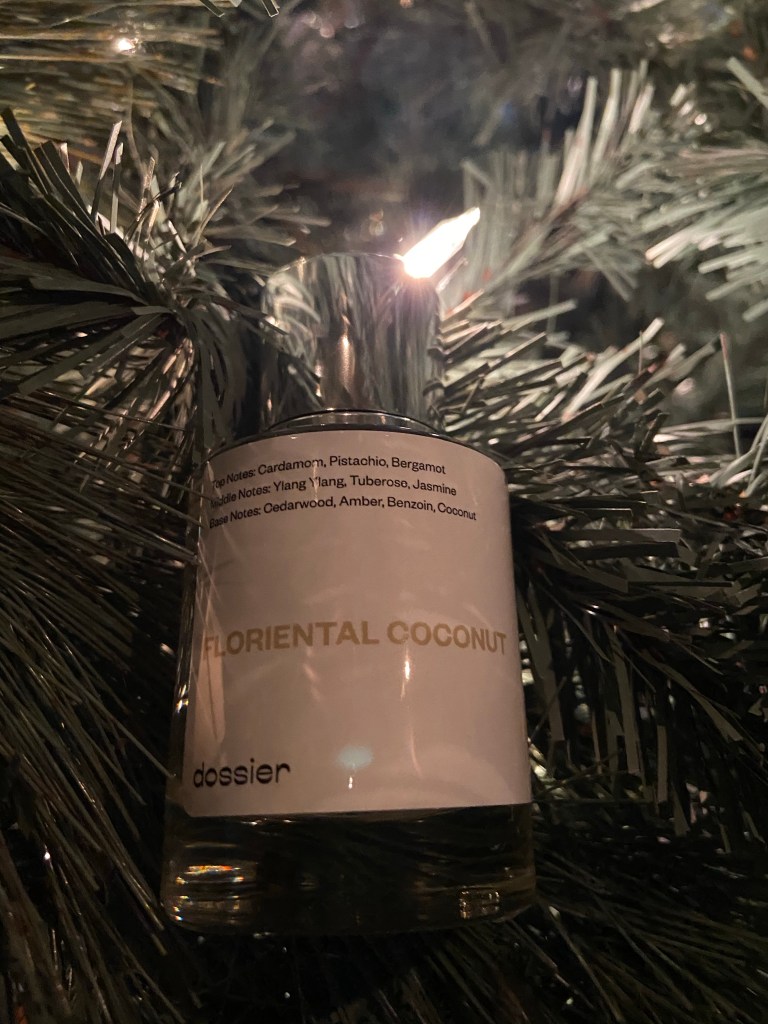 Top Notes: Cardamom, Pistachio, Bergamot
Middle Notes: Ylang Ylang, Tuberoso, Jasmine
Base Notes: Cedarwood, Amber, Benzoin, Coconut
FLORIENTAL COCONUT
dossier